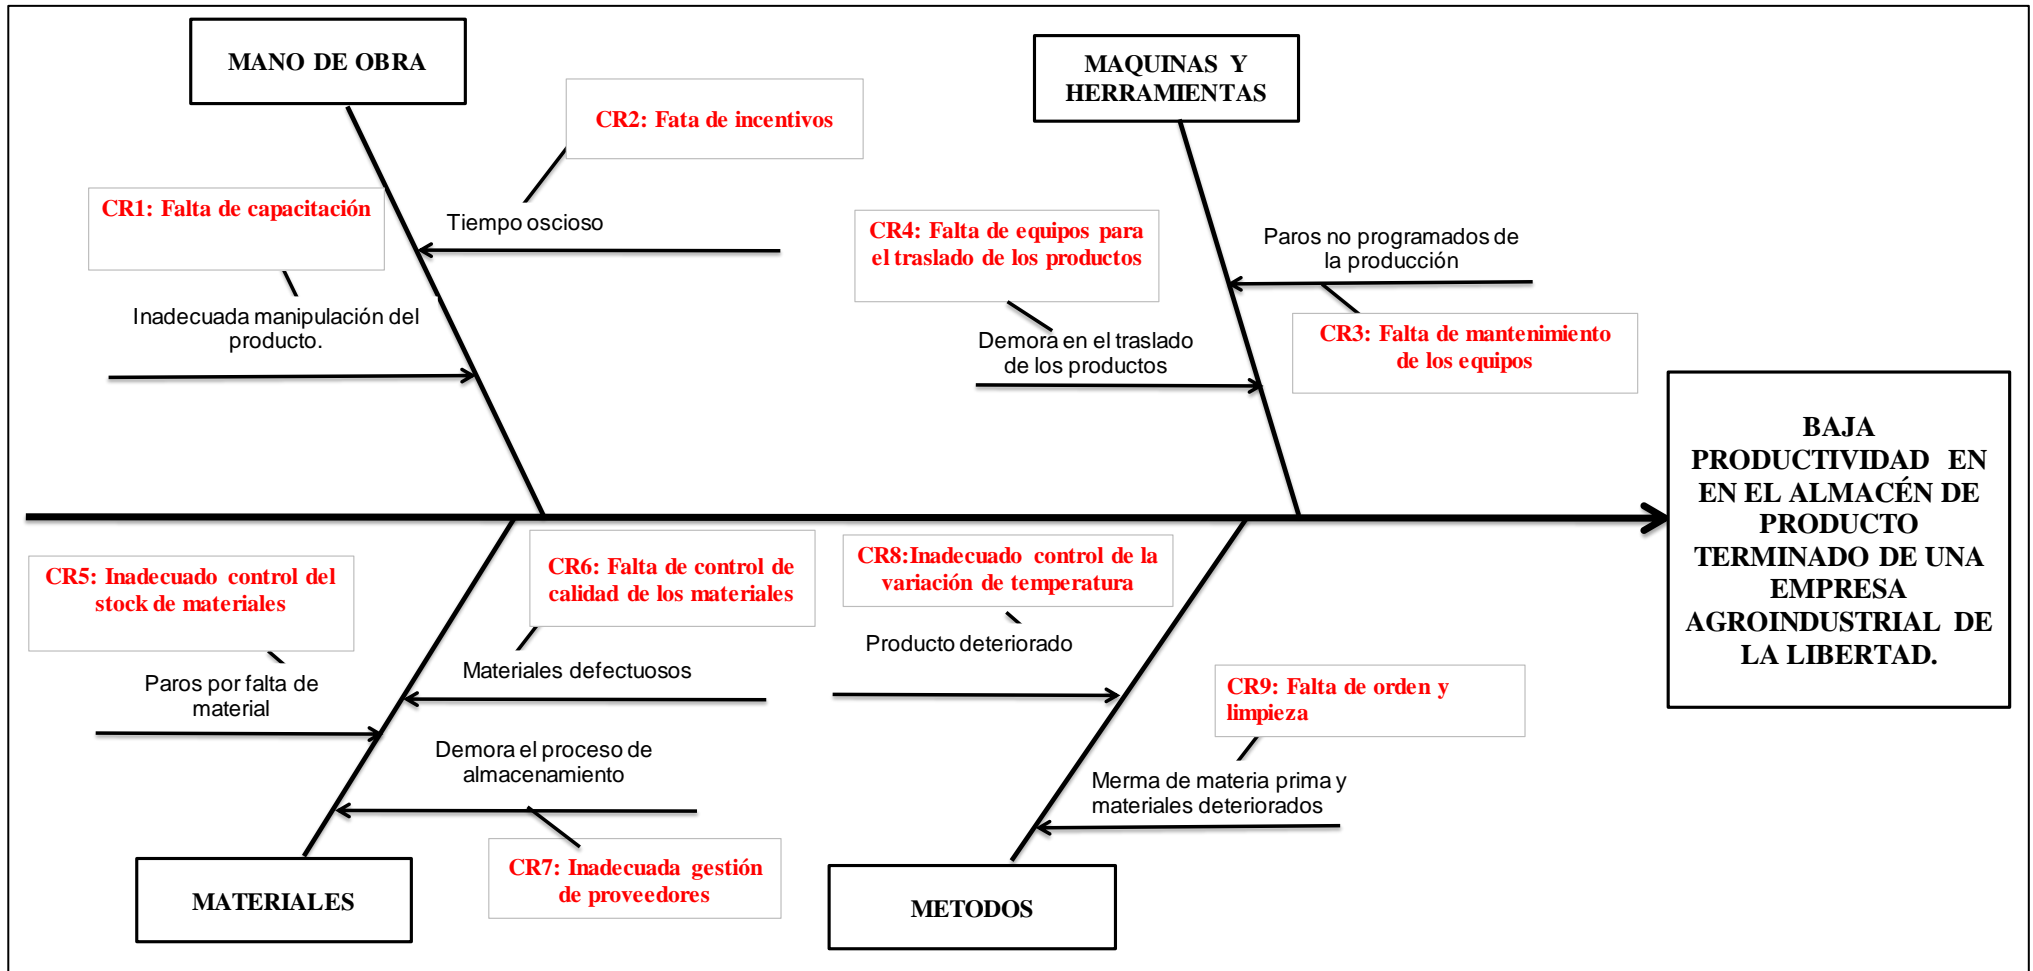 MANO DE OBRA
MAQUINAS Y
HERRAMIENTAS
CR2: Fata de incentivos
CR1: Falta de capacitación
Tiempo oscioso
CR4: Falta de equipos para
el traslado de los productos
Paros no programados de
la producción
Inadecuada manipulación del
producto.
Demora en el traslado
de los productos
CR3: Falta de mantenimiento
de los equipos
BAJA
PRODUCTIVIDAD EN
EN EL ALMACÉN DE
PRODUCTO
TERMINADO DE UNA
EMPRESA
AGROINDUSTRIAL DE
LA LIBERTAD.
CR5: Inadecuado control del
stock de materiales
CR6: Falta de control de
calidad de los materiales
CR8:Inadecuado control de la
variación de temperatura
Producto deteriorado
Materiales defectuosos
Paros por falta de
material
CR9: Falta de orden y
limpieza
Demora el proceso de
almacenamiento
Merma de materia prima y
materiales deteriorados
CR7: Inadecuada gestión
de proveedores
MATERIALES
METODOS